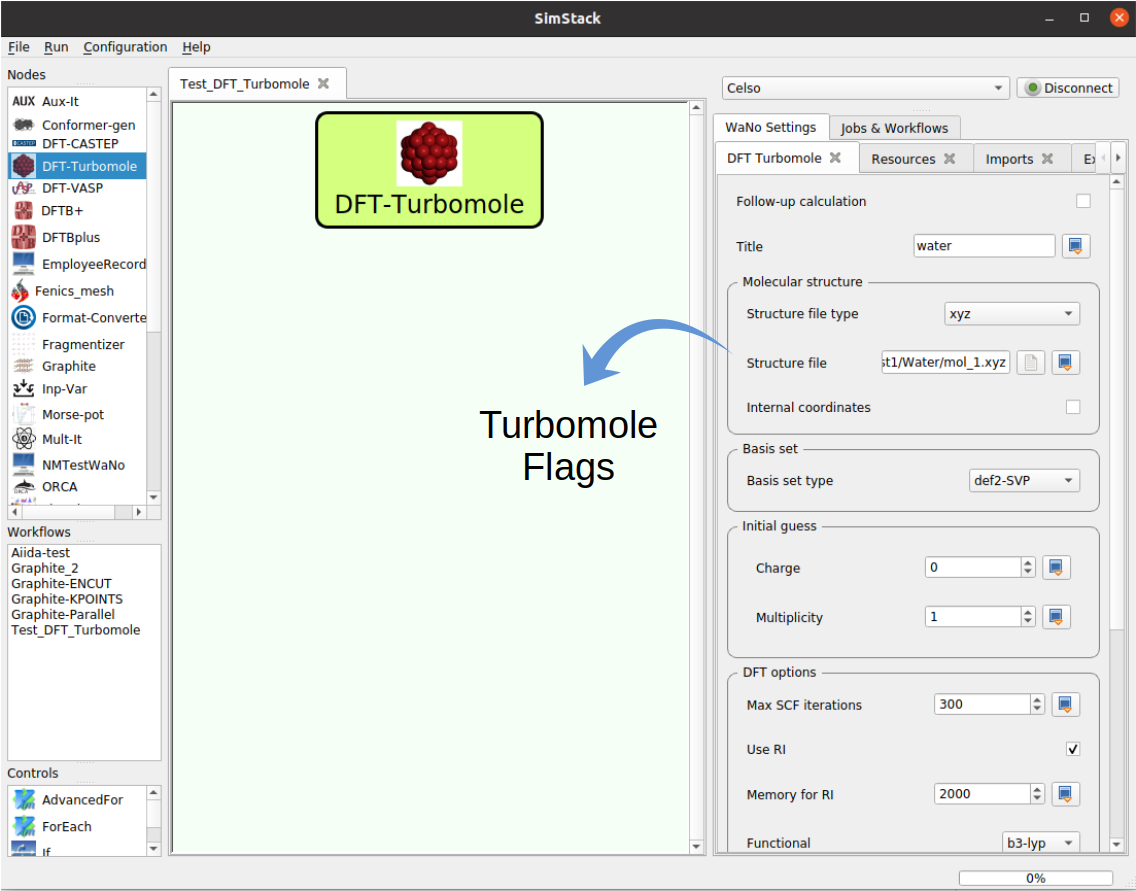 SimStack
File Run Configuration Help
Nodes
AUX Aux-It
Conformer-gen
CASTEP DFT-CASTEP
DFT-Turbomole
DFT-VASP
DFTB+
DFTBplus
EmployeeRecord
Fenics_mesh
Format-Converte
Fragmentizer
Graphite
Inp-Var
Morse-pot
Mult-It
NMTestWaNo
ORCA
Workflows
Aiida-test
Graphite_2
Graphite-ENCUT
Graphite-KPOINTS
Graphite-Parallel
Test_DFT_Turbomole
Controls
AdvancedFor
ForEach
If
Test_DFT_Turbomole
DFT-Turbomole
Turbomole
Flags
Celso
Disconnect
WaNo Settings Jobs & Workflows
DFT Turbomole Resources Imports
Follow-up calculation
Title water
Molecular structure
Structure file type xyz
Structure file st1/Water/mol_1.xyz
Internal coordinates
Basis set
Basis set type def2-SVP
Initial guess
Charge 0
Multiplicity 1
DFT options
Max SCF iterations 300
Use RI
Memory for RI 2000
Functional b3-lyp
0%